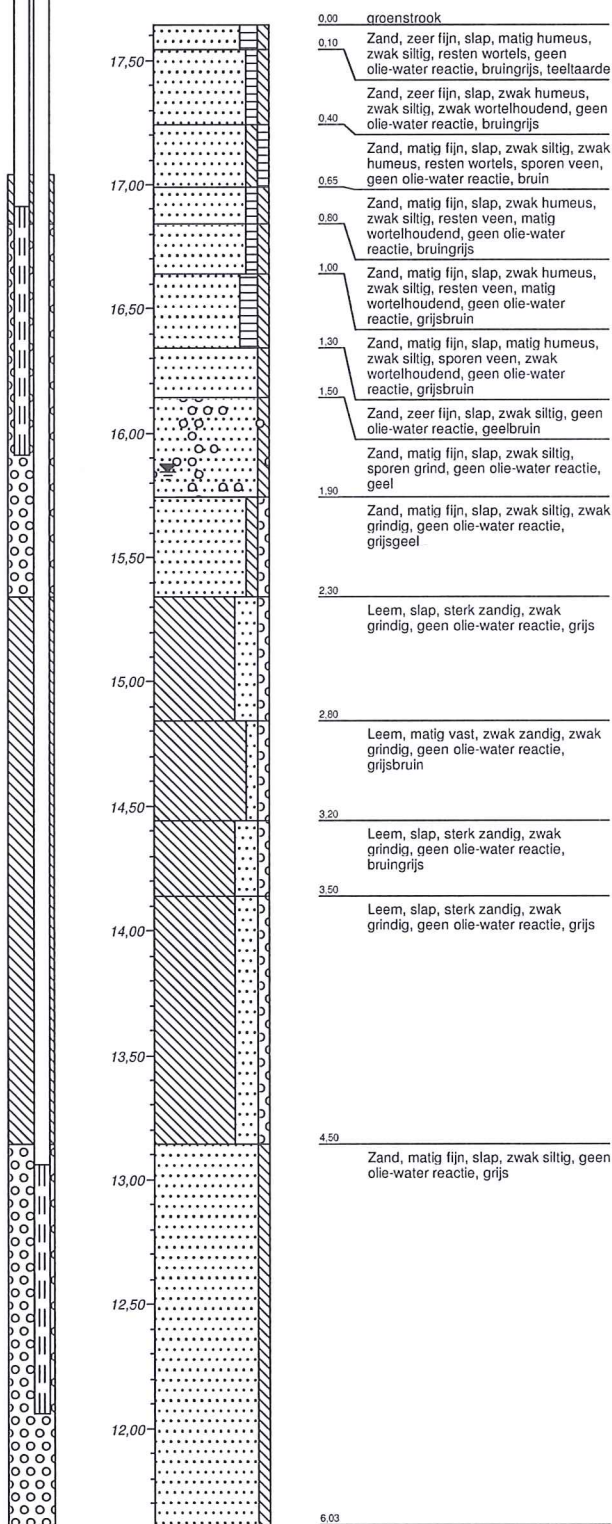 0,00 groenstrook
Zand, zeer fijn, slap, matig humeus,
zwak siltig, resten wortels, geen
olie-water reactie, bruingrijs, teeltaarde
0,10
Zand, zeer fijn, slap, zwak humeus,
zwak siltig, zwak wortelhoudend, geen
olie-water reactie, bruingrijs
0,40
Zand, matig fijn, slap, zwak siltig, zwak
humeus, resten wortels, sporen veen,
geen olie-water reactie, bruin
0,65
Zand, matig fijn, slap, zwak humeus,
zwak siltig, resten veen, matig
wortelhoudend, geen olie-water
reactie, bruingrijs
0,80
Zand, matig fijn, slap, zwak humeus,
zwak siltig, resten veen, matig
wortelhoudend, geen olie-water
reactie, grijsbruin
1,00
Zand, matig fijn, slap, matig humeus,
zwak siltig, sporen veen, zwak
wortelhoudend, geen olie-water
reactie, grijsbruin
1,30
Zand, zeer fijn, slap, zwak siltig, geen
olie-water reactie, geelbruin
1,50
Zand, matig fijn, slap, zwak siltig,
sporen grind, geen olie-water reactie,
geel
1,90
Zand, matig fijn, slap, zwak siltig, zwak
grindig, geen olie-water reactie,
grijsgeel
2,30
Leem, slap, sterk zandig, zwak
grindig, geen olie-water reactie, grijs
2,80
Leem, matig vast, zwak zandig, zwak
grindig, geen olie-water reactie,
grijsbruin
3,20
Leem, slap, sterk zandig, zwak
grindig, geen olie-water reactie,
bruingrijs
3,50
Leem, slap, sterk zandig, zwak
grindig, geen olie-water reactie, grijs
4,50
Zand, matig fijn, slap, zwak siltig, geen
olie-water reactie, grijs
6,03
17,50
17,00
16,50
16,00
15,50
15,00
14,50
14,00
13,50
13,00
12,50
12,00